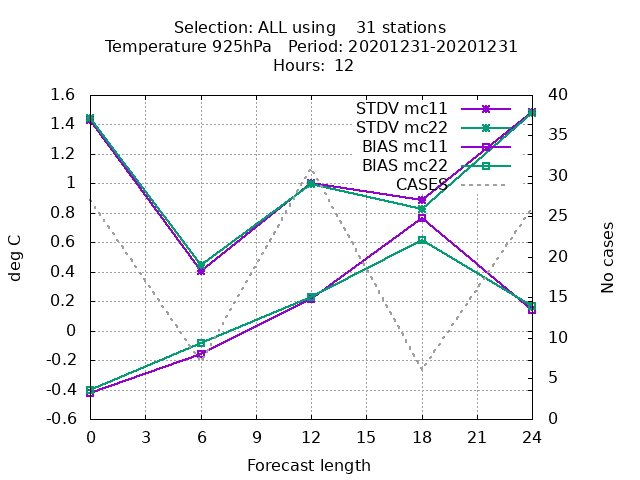 Selection: ALL using    31 stations
Temperature 925hPa   Period: 20201231-20201231
Hours:  12
1.6
1.4
1.2
1
0.8
0.6
0.4
0.2
0
-0.2
-0.4
-0.6
deg C
STDV mc11
STDV mc22
BIAS mc11
BIAS mc22
CASES
40
35
30
25
20
15
10
5
0
No cases
0 3 6 9 12 15 18 21 24
Forecast length